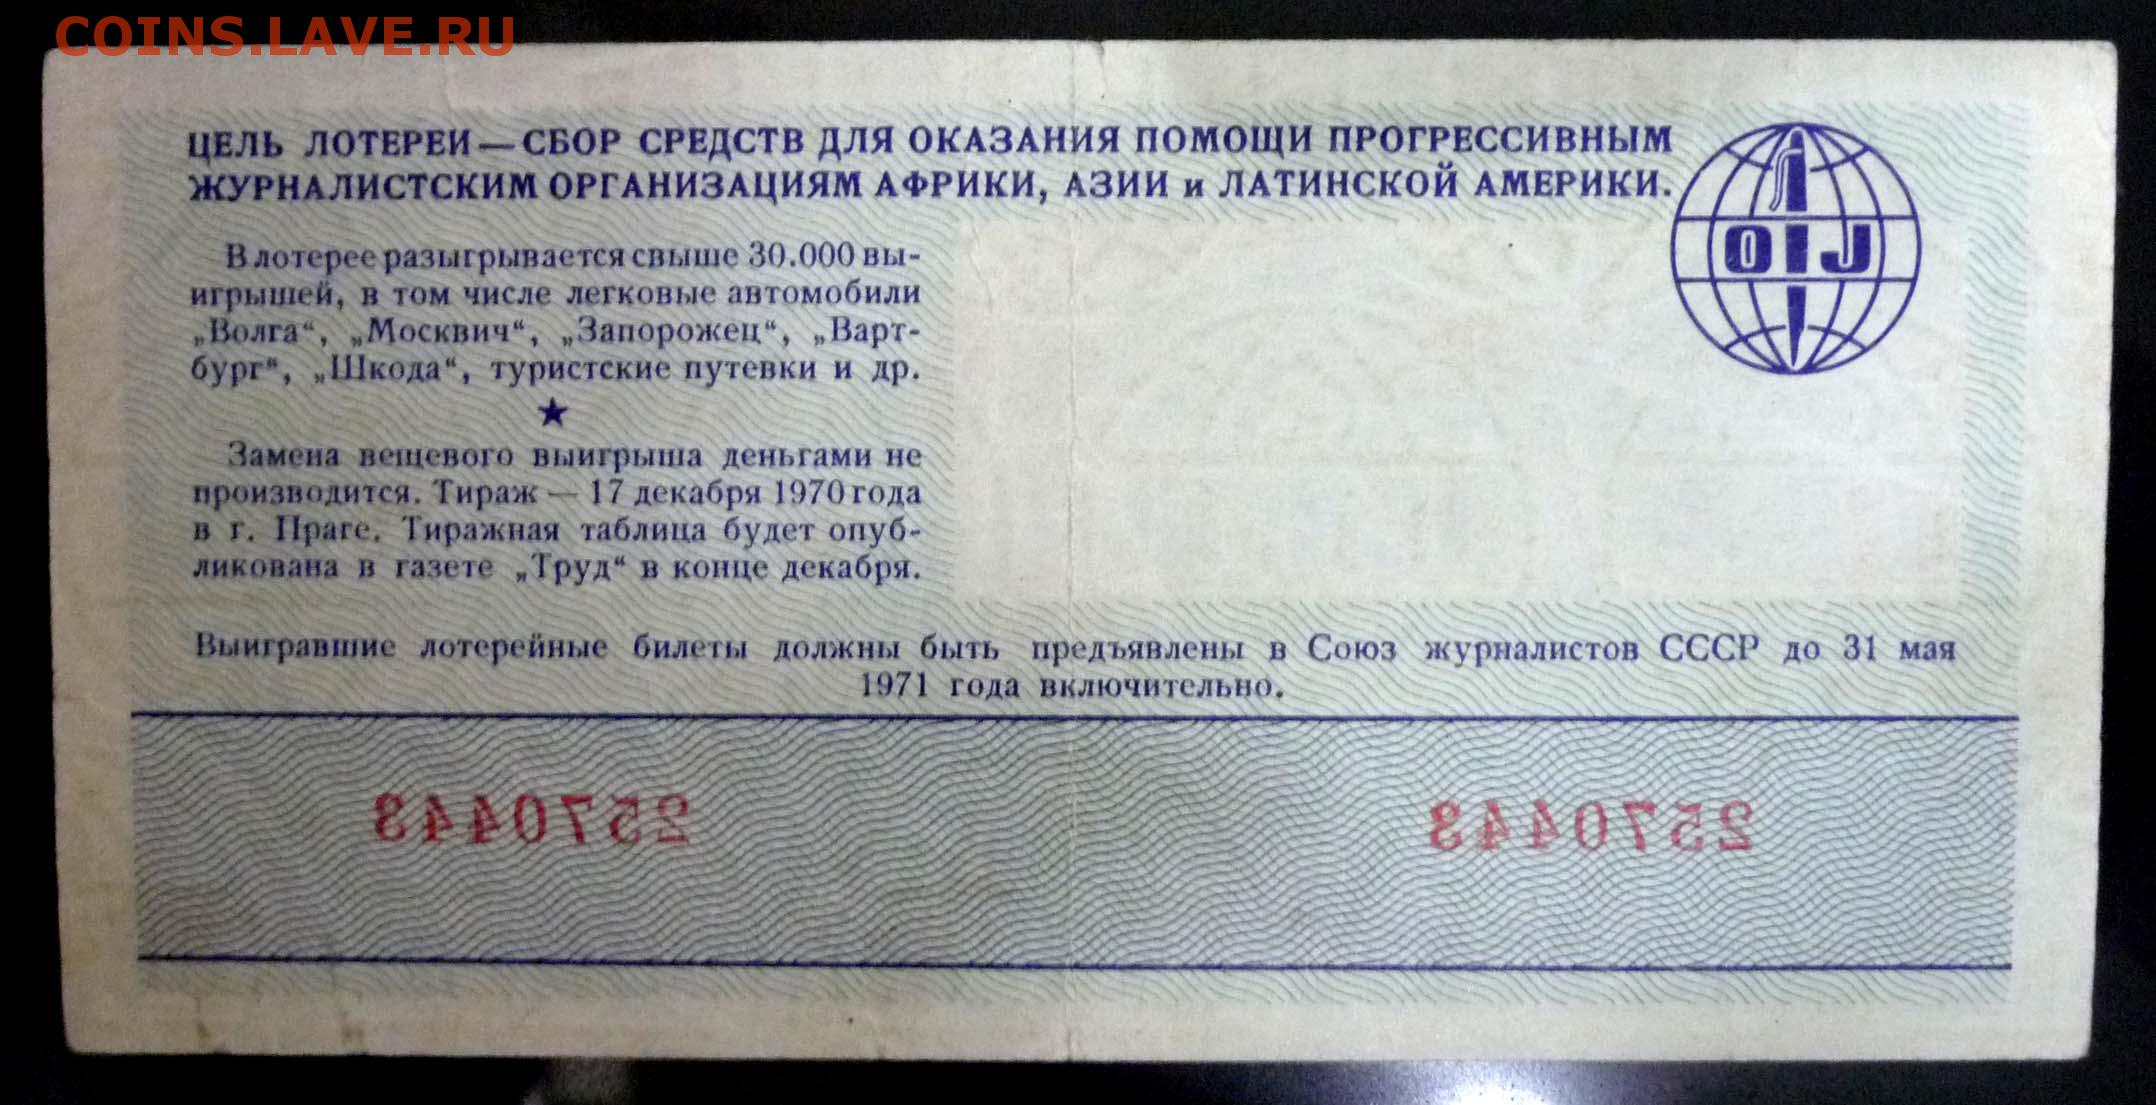 COINS.LAVE.RU
ЦЕЛЬ ЛОТЕРЕИ—СБОР СРЕДСТВ ДЛЯ ОКАЗАНИЯ ПОМОЩИ ПРОГРЕССИВНЫМ
ЖУРНАЛИСТСКИМ ОРГАНИЗАЦИЯМ АФРИКИ, АЗИИ и ЛАТИНСКОЙ АМЕРИКИ.
OIJ
В лотерее разыгрывается свыше 30.000 вы-
игрышей, в том числе легковые автомобили
„Волга“, „Москвич“, „Запорожец“, „Варт-
бург“, „Шкода“, туристские путевки и др.
★
Замена вещевого выигрыша деньгами не
производится. Тираж — 17 декабря 1970 года
в г. Праге. Тиражная таблица будет опуб-
ликована в газете „Труд“ в конце декабря.
Выигравшие лотерейные билеты должны быть предъявлены в Союз журналистов СССР до 31 мая
1971 года включительно.
2570443 2570443